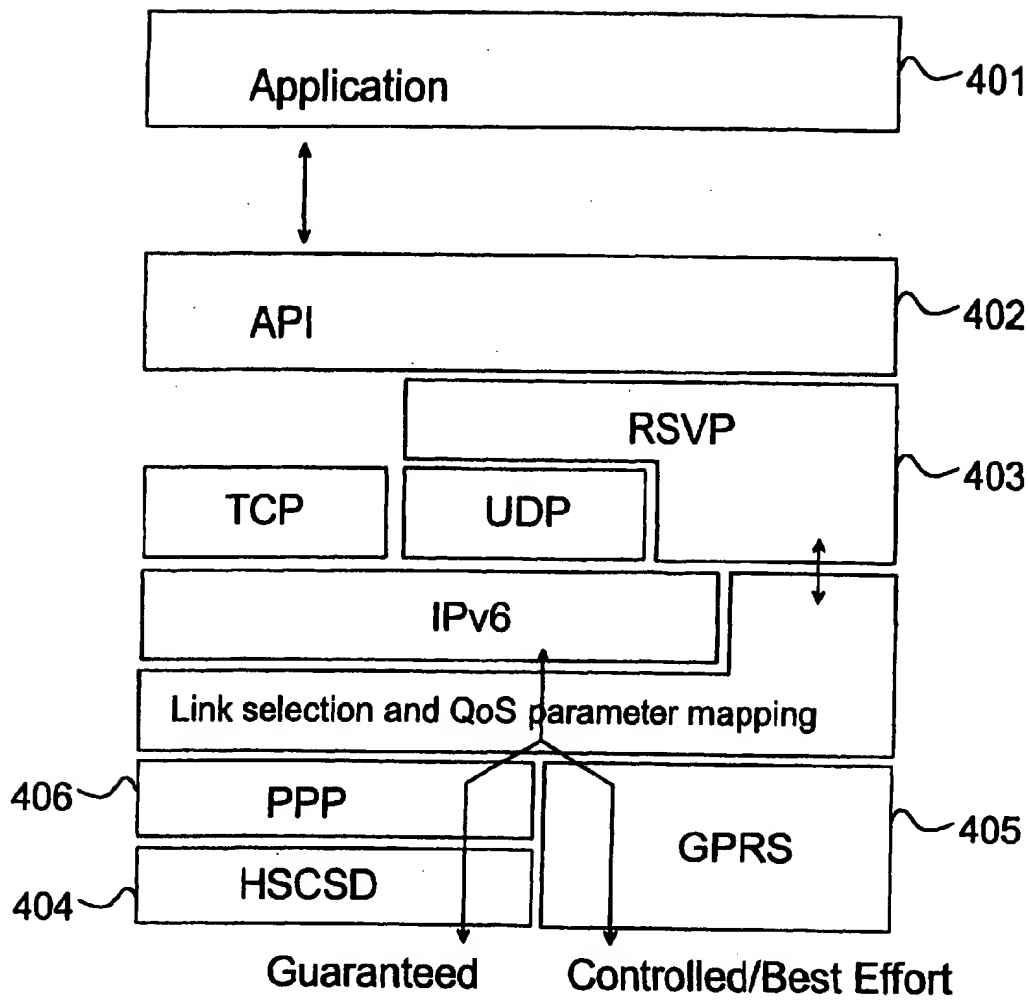 Application
401
API
402
RSVP
403
TCP
UDP
IPv6
Link selection and QoS parameter mapping
406
PPP
GPRS
405
HSCSD
404
Guaranteed
Controlled/Best Effort